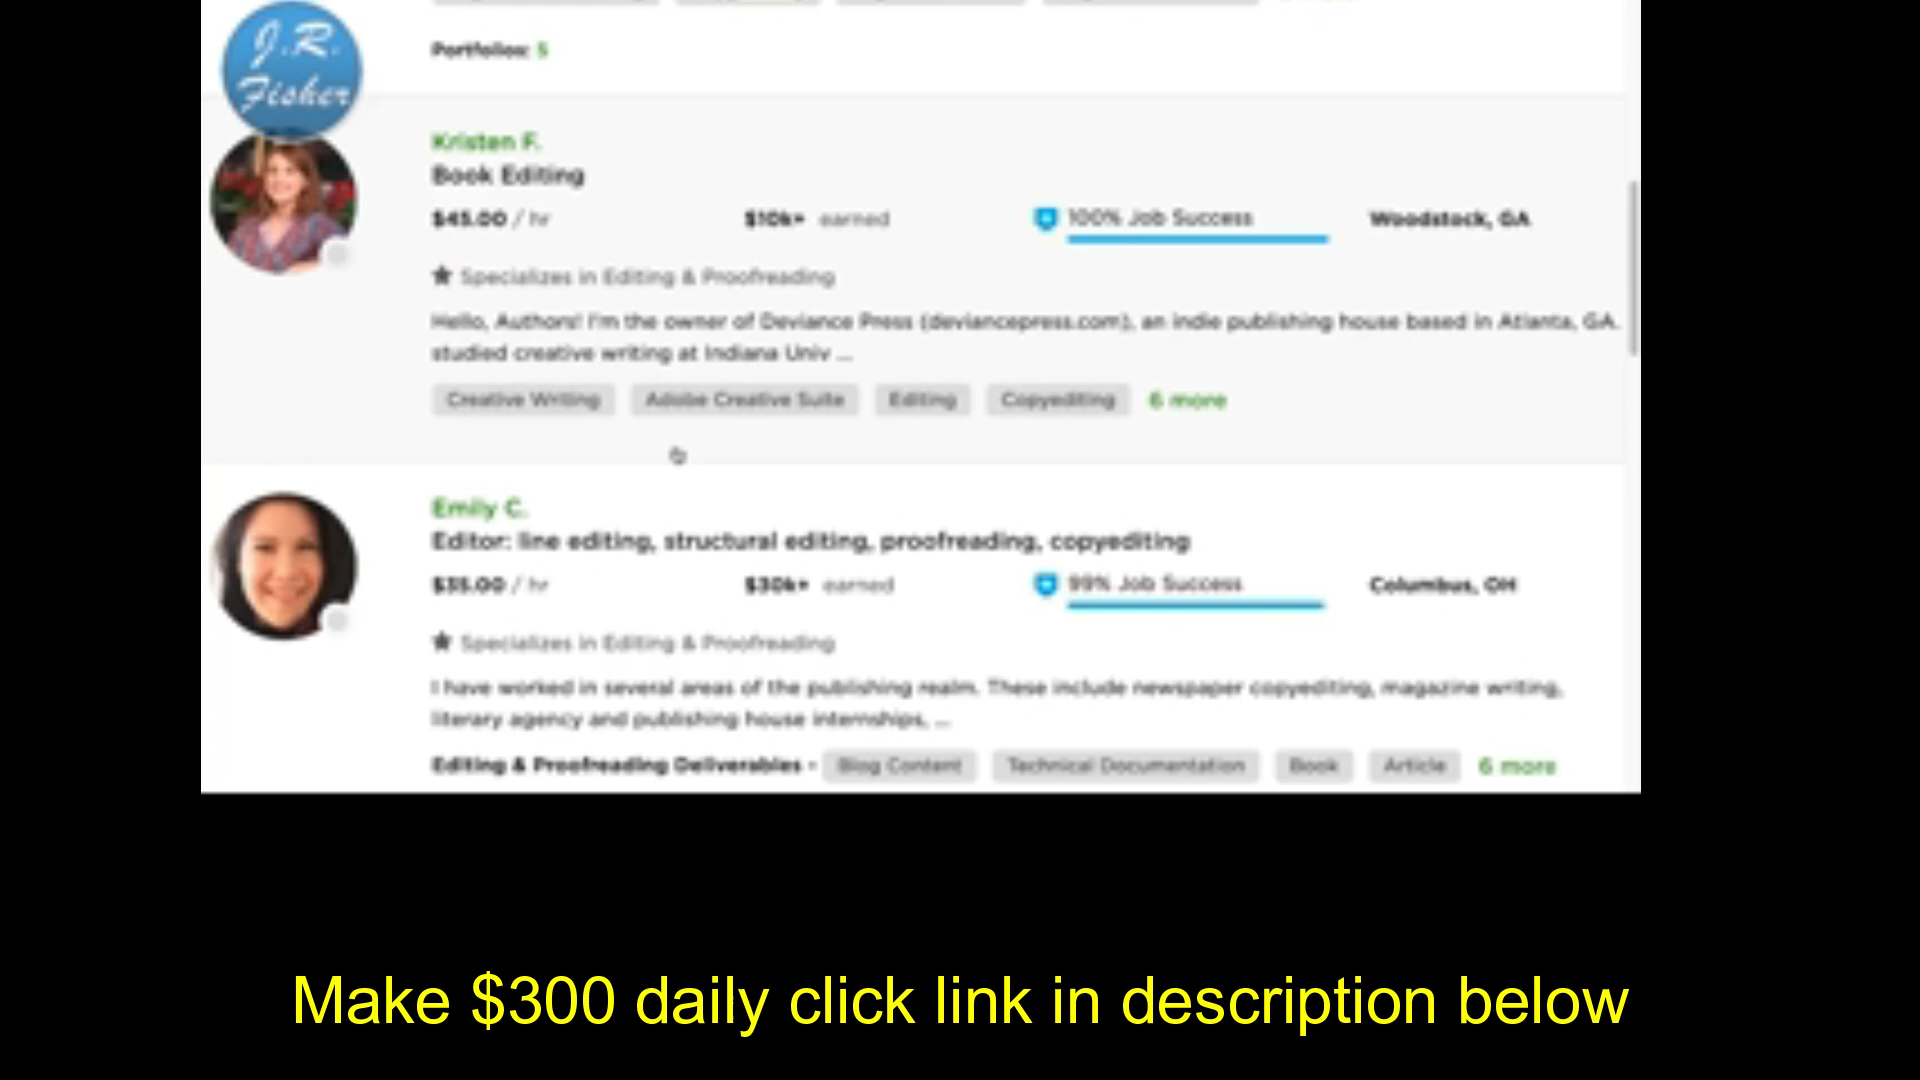 J.R.
Fisher
Portfolios: 5
Kristen F.
Book Editing
$45.00 / hr $10k+ earned 100% Job Success Woodstock, GA
★ Specializes in Editing & Proofreading
Hello, Authors! I'm the owner of Deviance Press (deviancepress.com), an indie publishing house based in Atlanta, GA.
studied creative writing at Indiana Univ ...
Creative Writing Adobe Creative Suite Editing Copyediting 6 more
Emily C.
Editor: line editing, structural editing, proofreading, copyediting
$35.00 / hr $30k+ earned 99% Job Success Columbus, OH
★ Specializes in Editing & Proofreading
I have worked in several areas of the publishing realm. These include newspaper copyediting, magazine writing,
literary agency and publishing house internships, ...
Editing & Proofreading Deliverables - Blog Content Technical Documentation Book Article 6 more
Make $300 daily click link in description below